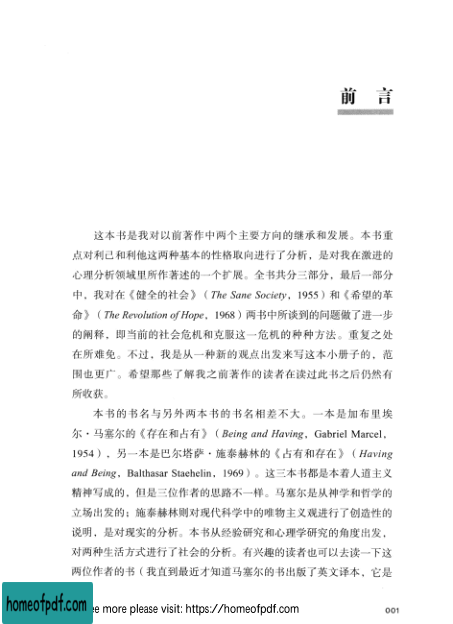 前 言
这本书是我对以前著作中两个主要方向的继承和发展。本书重
点对利己和利他这两种基本的性格取向进行了分析，是对我在激进的
心理分析领域里所作著述的一个扩展。全书共分三部分，最后一部分
中，我对在《健全的社会》（The Sane Society，1955）和《希望的革
命》（The Revolution of Hope，1968）两书中所谈到的问题做了进一步
的阐释，即当前的社会危机和克服这一危机的种种方法。重复之处
在所难免。不过，我是从一种新的观点出发来写这本小册子的，范
围也更广。希望那些了解我之前著作的读者在读过此书之后仍然有
所收获。
本书的书名与另外两本书的书名相差不大。一本是加布里埃
尔·马塞尔的《存在和占有》（Being and Having，Gabriel Marcel，
1954），另一本是巴尔塔萨·施泰赫林的《占有和存在》（Having
and Being，Balthasar Staehelin，1969）。这三本书都是本着人道主义
精神写成的，但是三位作者的思路不一样。马塞尔是从神学和哲学的
立场出发的；施泰赫林则对现代科学中的唯物主义观进行了创造性的
说明，是对现实的分析。本书从经验研究和心理学研究的角度出发，
对两种生活方式进行了社会的分析。有兴趣的读者也可以去读一下这
两位作者的书（我直到最近才知道马塞尔的书出版了英文译本，它是
homeofpdf.com
ee more please visit: https://homeofpdf.com
001